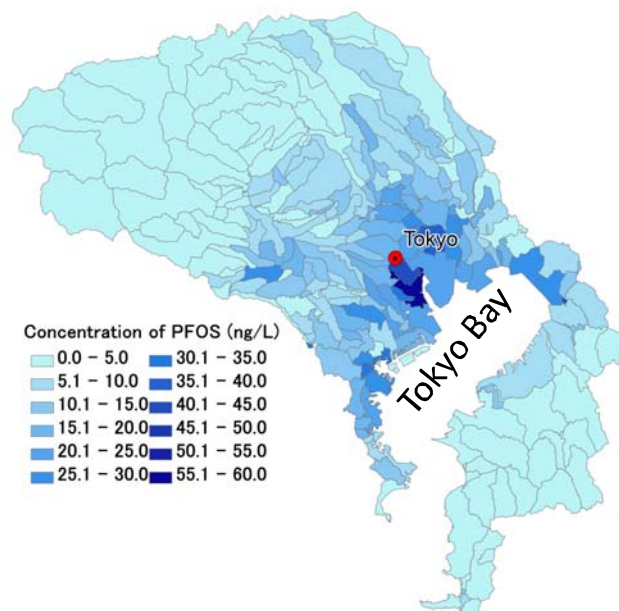 Tokyo
Tokyo Bay
Concentration of PFOS (ng/L)
0.0 - 5.0 30.1 - 35.0
5.1 - 10.0 35.1 - 40.0
10.1 - 15.0 40.1 - 45.0
15.1 - 20.0 45.1 - 50.0
20.1 - 25.0 50.1 - 55.0
25.1 - 30.0 55.1 - 60.0